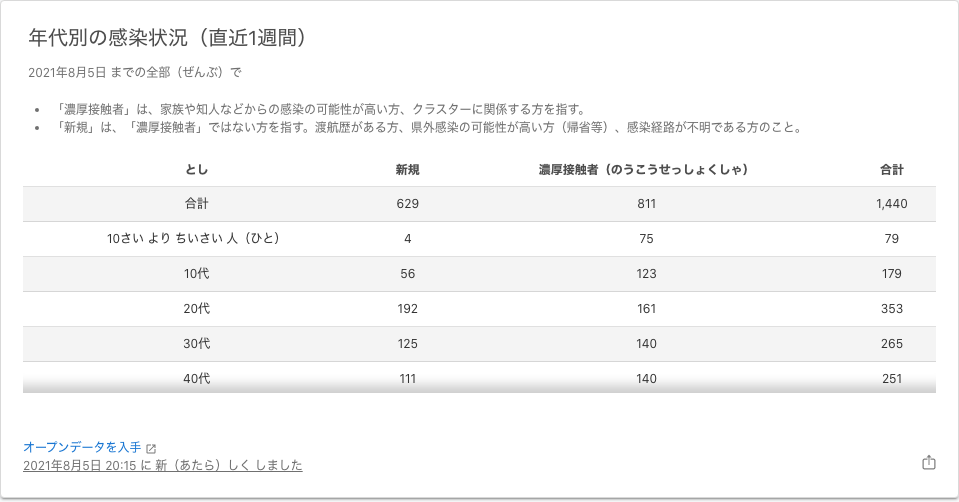 年代別の感染状況（直近1週間）
2021年8月5日 までの全部（ぜんぶ）で
• 「濃厚接触者」は、家族や知人などからの感染の可能性が高い方、クラスターに関係する方を指す。
• 「新規」は、「濃厚接触者」ではない方を指す。渡航歴がある方、県外感染の可能性が高い方（帰省等）、感染経路が不明である方のこと。
とし 新規 濃厚接触者（のうこうせっしょくしゃ） 合計
合計 629 811 1,440
10さい より ちいさい 人（ひと） 4 75 79
10代 56 123 179
20代 192 161 353
30代 125 140 265
40代 111 140 251
オープンデータを入手
2021年8月5日 20:15 に 新（あたら）しく しました